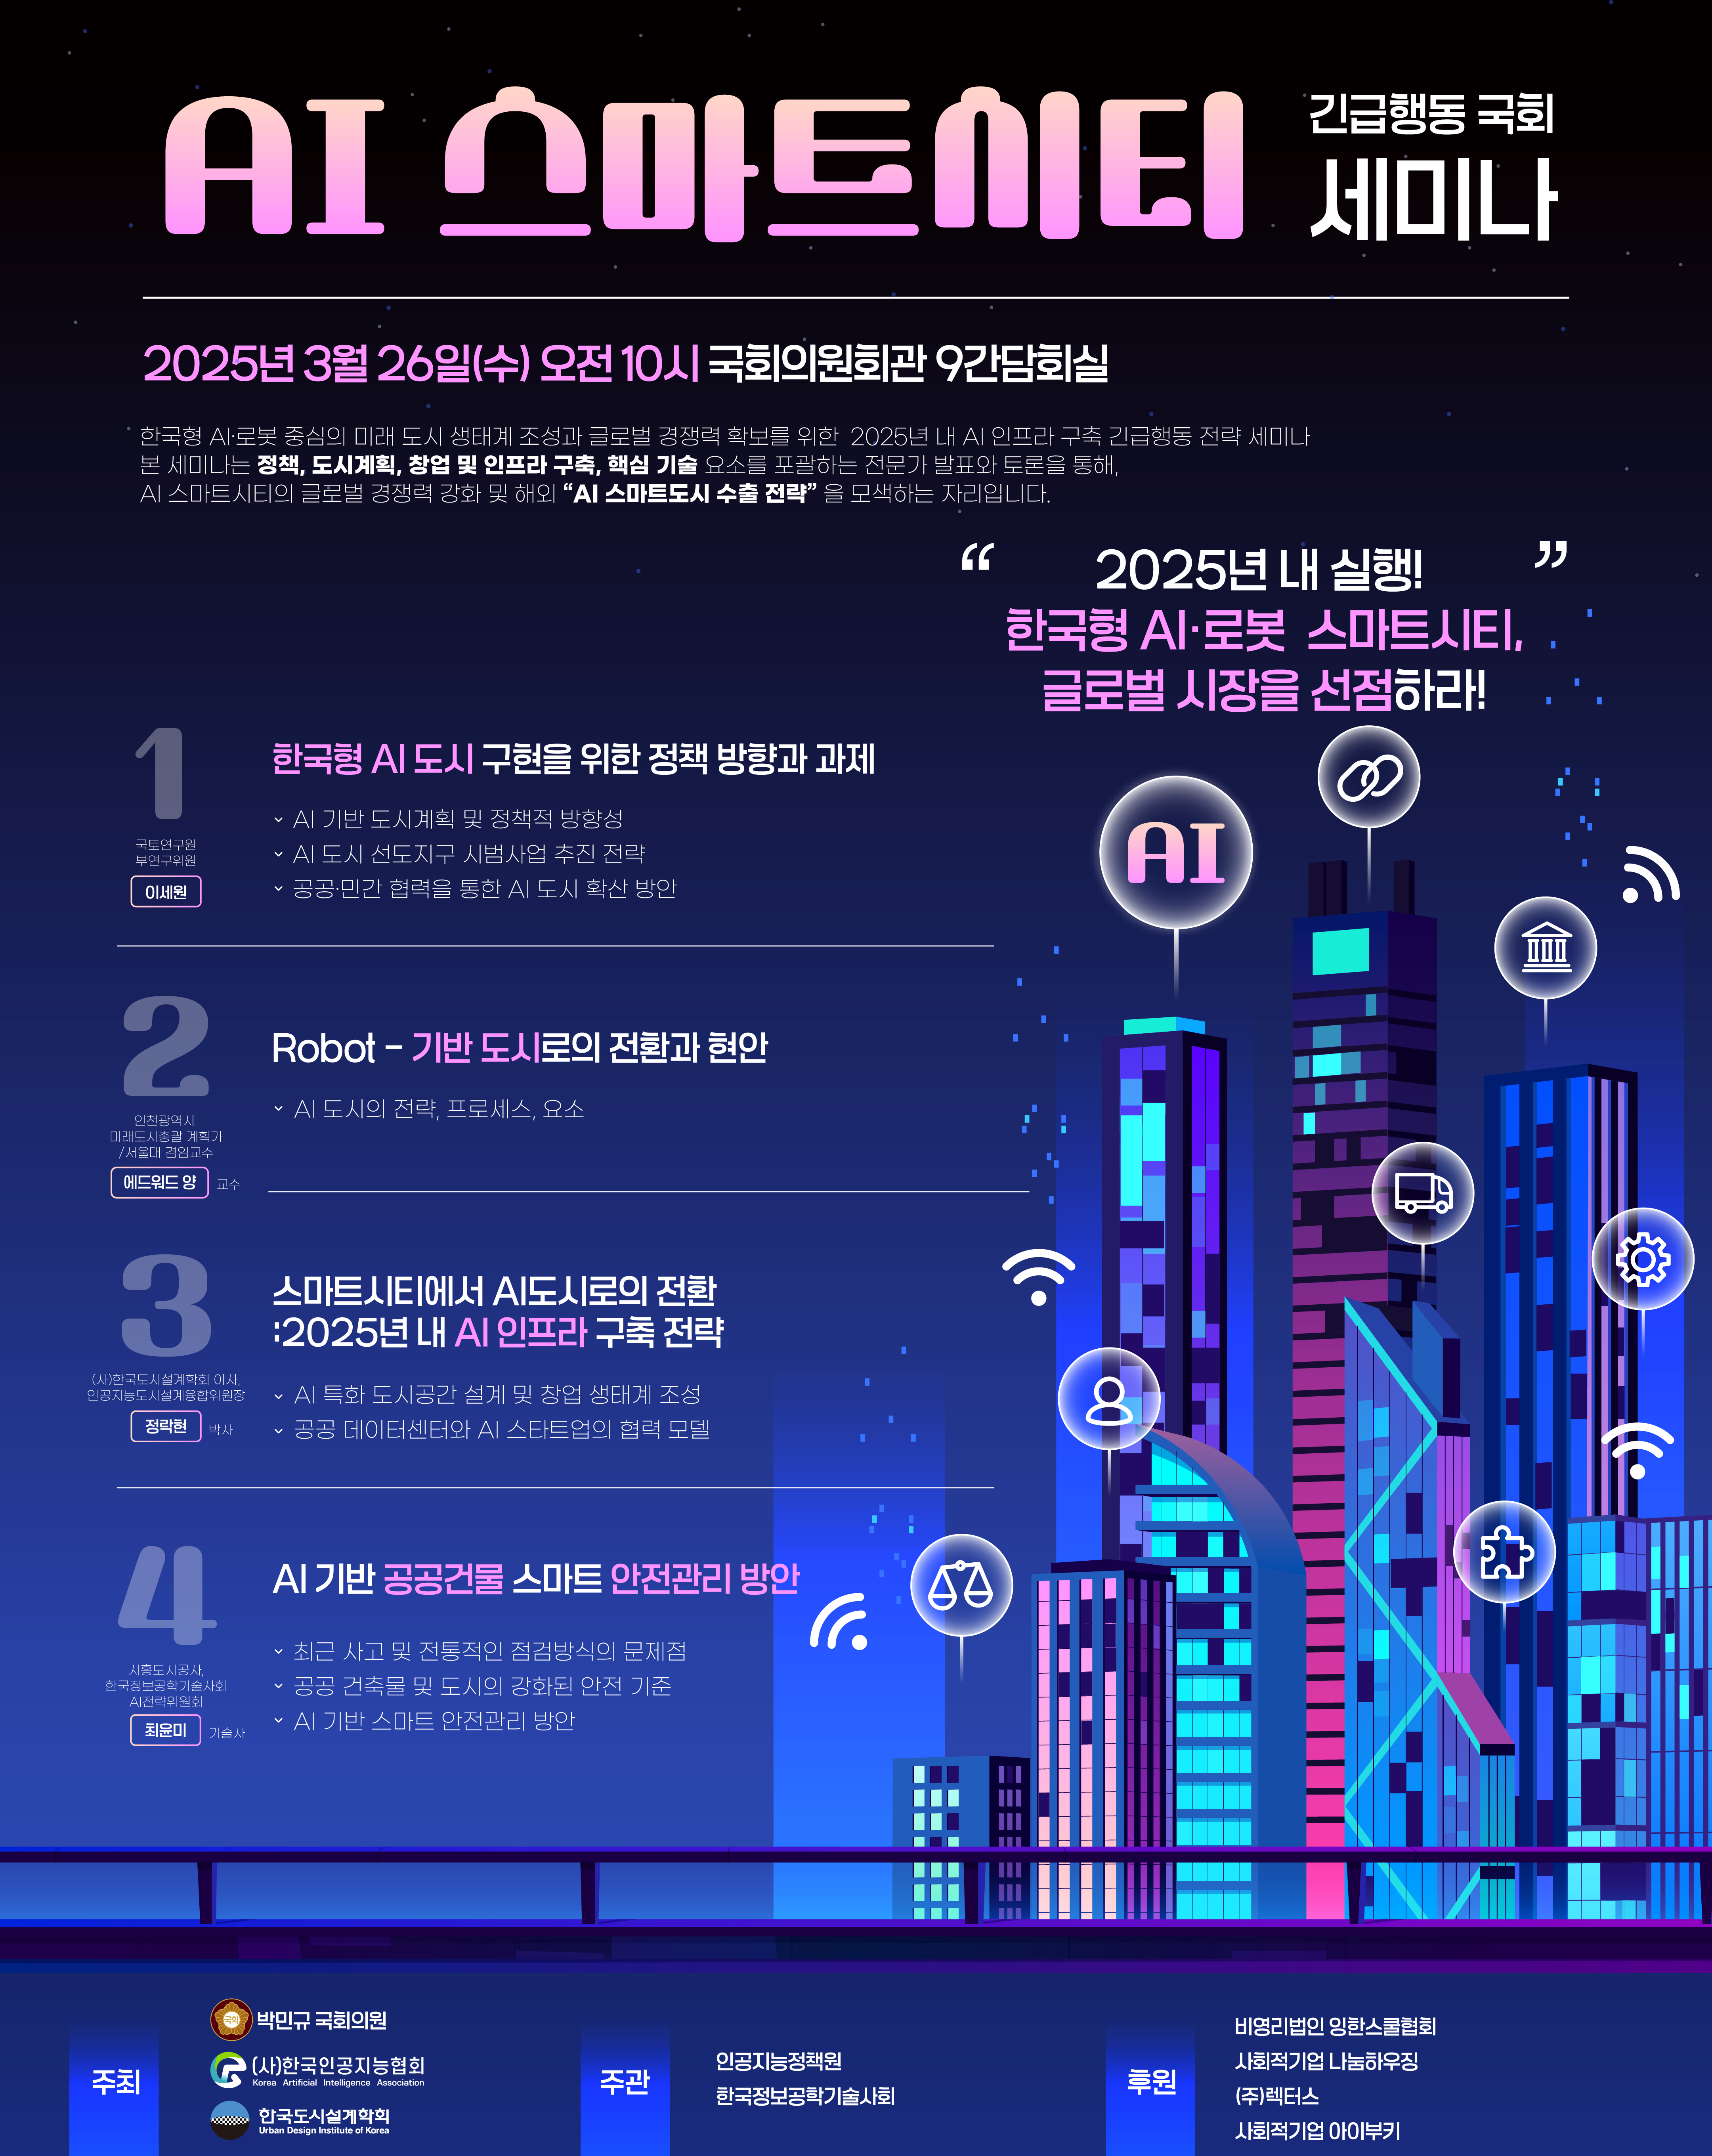 AI 스마트시티
긴급행동 국회
세미나
2025년 3월 26일(수) 오전 10시 국회의원회관 9간담회실
한국형 AI·로봇 중심의 미래 도시 생태계 조성과 글로벌 경쟁력 확보를 위한 2025년 내 AI 인프라 구축 긴급행동 전략 세미나
본 세미나는 정책, 도시계획, 창업 및 인프라 구축, 핵심 기술 요소를 포괄하는 전문가 발표와 토론을 통해,
AI 스마트시티의 글로벌 경쟁력 강화 및 해외 “AI 스마트도시 수출 전략” 을 모색하는 자리입니다.
“ 2025년 내 실행! ”
한국형 AI·로봇 스마트시티,
글로벌 시장을 선점하라!
1
국토연구원
부연구위원
이세원
한국형 AI 도시 구현을 위한 정책 방향과 과제
AI 기반 도시계획 및 정책적 방향성
AI 도시 선도지구 시범사업 추진 전략
공공·민간 협력을 통한 AI 도시 확산 방안
AI
2
인천광역시
미래도시총괄 계획가
/서울대 겸임교수
에드워드 양 교수
Robot - 기반 도시로의 전환과 현안
AI 도시의 전략, 프로세스, 요소
3
(사)한국도시설계학회 이사,
인공지능도시설계융합위원장
정락현 박사
스마트시티에서 AI도시로의 전환
:2025년 내 AI 인프라 구축 전략
AI 특화 도시공간 설계 및 창업 생태계 조성
공공 데이터센터와 AI 스타트업의 협력 모델
4
시흥도시공사,
한국정보공학기술사회
AI전략위원회
최윤미 기술사
AI 기반 공공건물 스마트 안전관리 방안
최근 사고 및 전통적인 점검방식의 문제점
공공 건축물 및 도시의 강화된 안전 기준
AI 기반 스마트 안전관리 방안
주최
국회
박민규 국회의원
(사)한국인공지능협회
Korea Artificial Intelligence Association
한국도시설계학회
Urban Design Institute of Korea
주관
인공지능정책원
한국정보공학기술사회
후원
비영리법인 잉한스쿨협회
사회적기업 나눔하우징
(주)렉터스
사회적기업 아이부키